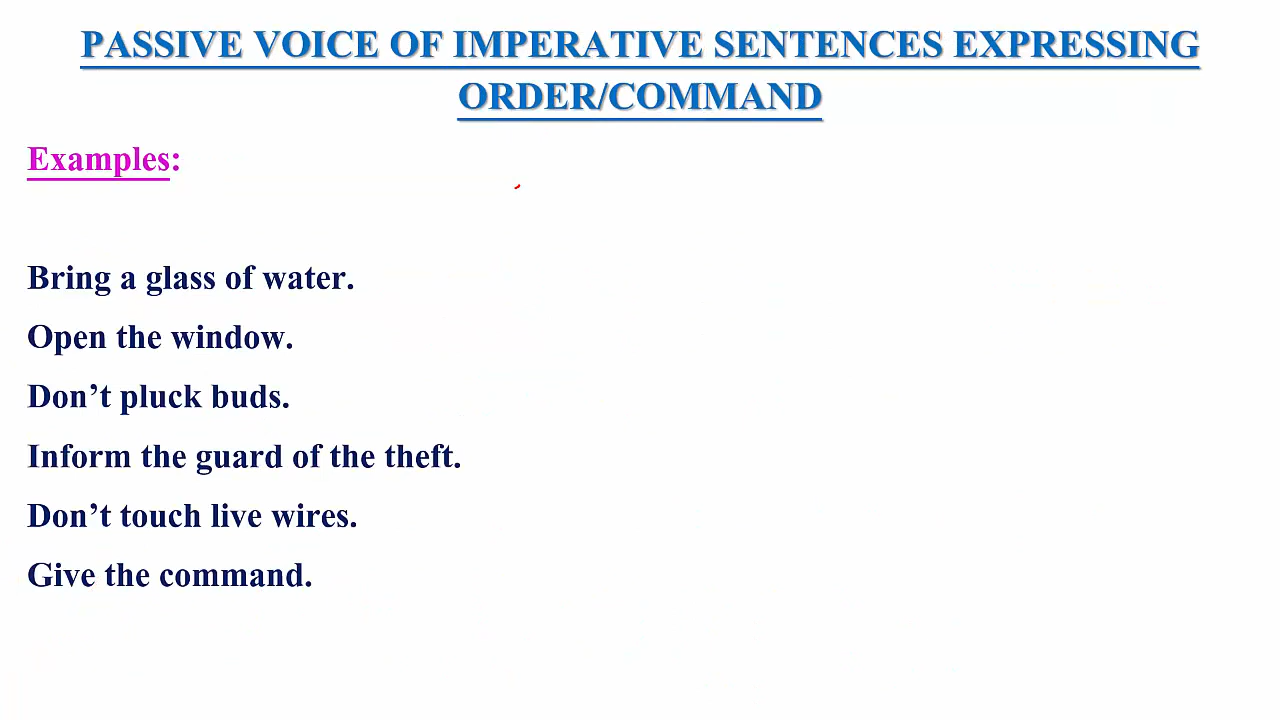 PASSIVE VOICE OF IMPERATIVE SENTENCES EXPRESSING
ORDER/COMMAND
Examples:
Bring a glass of water.
Open the window.
Don’t pluck buds.
Inform the guard of the theft.
Don’t touch live wires.
Give the command.